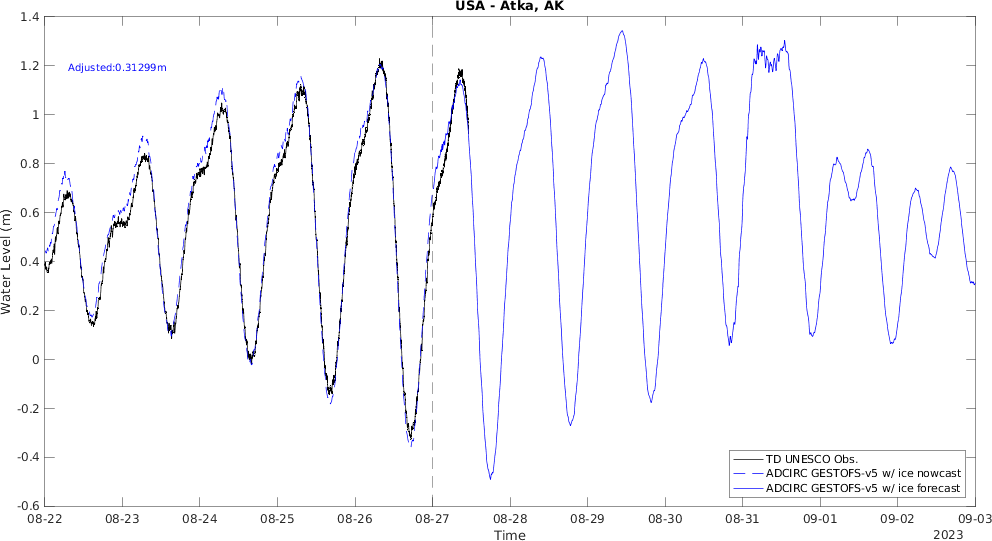 USA - Atka, AK
Adjusted:0.31299m
Water Level (m)
1.4
1.2
1
0.8
0.6
0.4
0.2
0
-0.2
-0.4
-0.6
TD UNESCO Obs.
ADCIRC GESTOFS-v5 w/ ice nowcast
ADCIRC GESTOFS-v5 w/ ice forecast
08-22 08-23 08-24 08-25 08-26 08-27 08-28 08-29 08-30 08-31 09-01 09-02 09-03
Time
2023